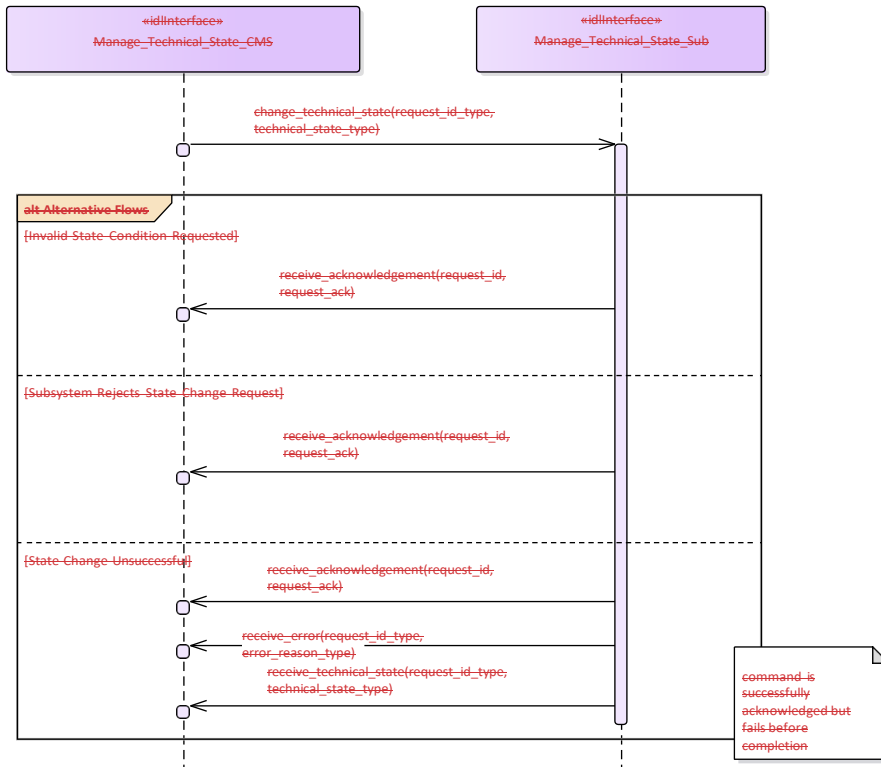 «idlInterface»
Manage_Technical_State_CMS
«idlInterface»
Manage_Technical_State_Sub
change_technical_state(request_id_type,
technical_state_type)
alt Alternative Flows
[Invalid State Condition Requested]
receive_acknowledgement(request_id,
request_ack)
[Subsystem Rejects State Change Request]
receive_acknowledgement(request_id,
request_ack)
[State Change Unsuccessful]
receive_acknowledgement(request_id,
request_ack)
receive_error(request_id_type,
error_reason_type)
receive_technical_state(request_id_type,
technical_state_type)
command is
successfully
acknowledged but
fails before
completion